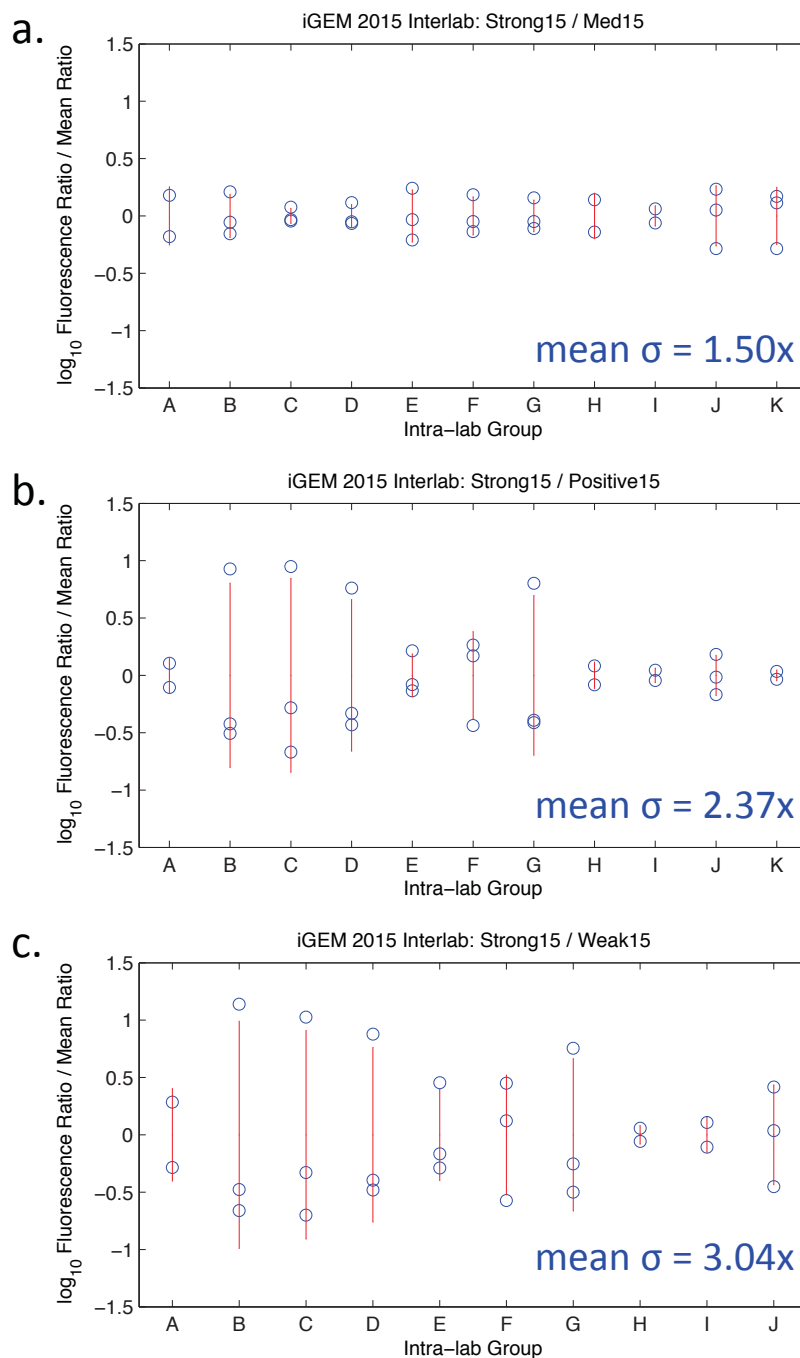 a.
iGEM 2015 Interlab: Strong15 / Med15
log10 Fluorescence Ratio / Mean Ratio
1.5
1
0.5
0
−0.5
−1
−1.5
mean σ = 1.50x
A B C D E F G H I J K
Intra−lab Group
b.
iGEM 2015 Interlab: Strong15 / Positive15
log10 Fluorescence Ratio / Mean Ratio
1.5
1
0.5
0
−0.5
−1
−1.5
mean σ = 2.37x
A B C D E F G H I J K
Intra−lab Group
c.
iGEM 2015 Interlab: Strong15 / Weak15
log10 Fluorescence Ratio / Mean Ratio
1.5
1
0.5
0
−0.5
−1
−1.5
mean σ = 3.04x
A B C D E F G H I J
Intra−lab Group